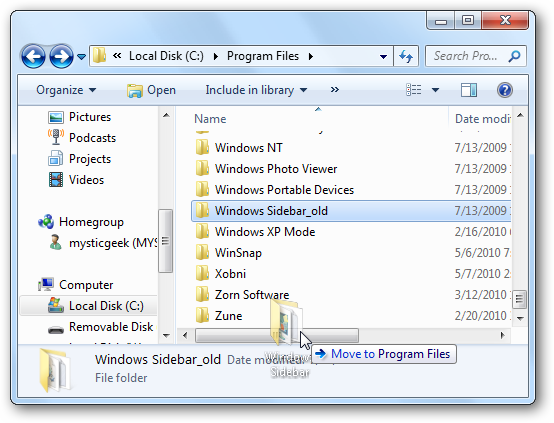 Local Disk (C:) Program Files Search Pro...
Organize Open Include in library
Pictures
Podcasts
Projects
Videos
Homegroup
mysticgeek (MYS
Computer
Local Disk (C:)
Removable Disk
Name Date modif
Windows NT 7/13/2009
Windows Photo Viewer 7/13/2009
Windows Portable Devices 7/13/2009
Windows Sidebar_old 7/13/2009
Windows XP Mode 2/16/2010
WinSnap 5/6/2010
Xobni 5/7/2010
Zorn Software 3/12/2010
Zune 2/20/2010
Move to Program Files
Windows
Sidebar
Windows Sidebar_old Date modified
File folder